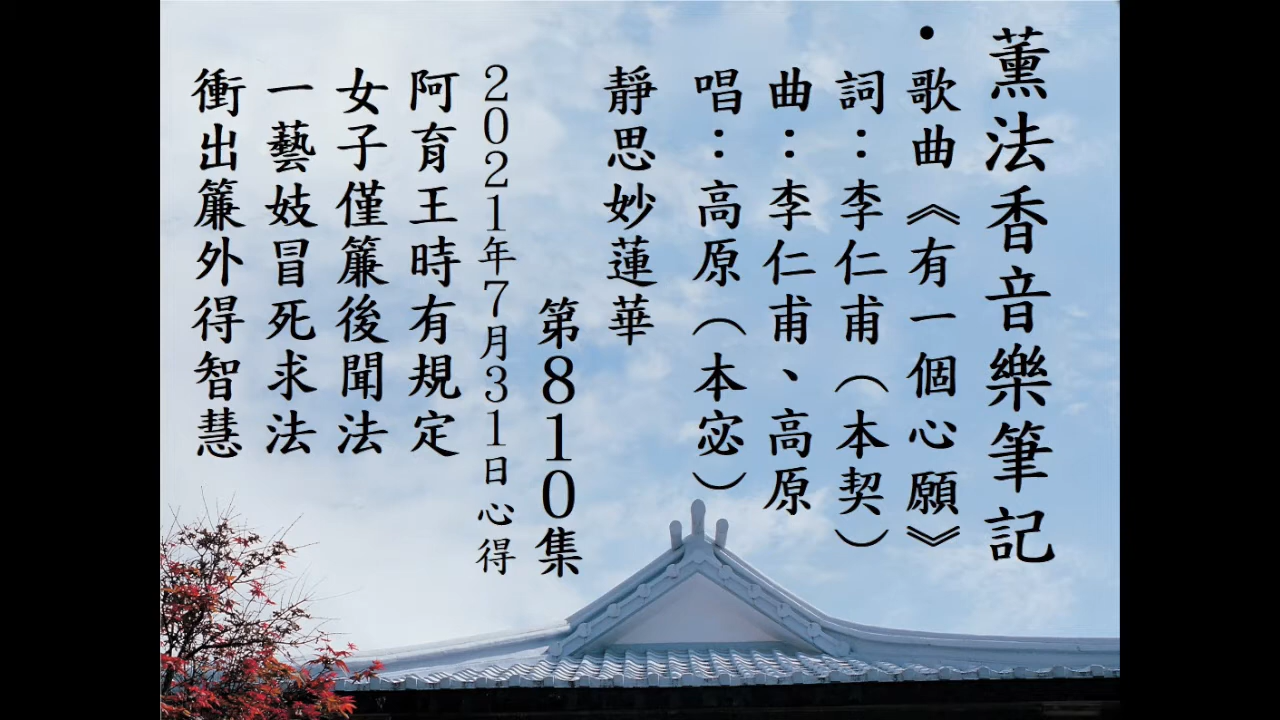 薰法香音樂筆記
·歌曲《有一個心願》
詞：李仁甫（本契）
曲：李仁甫、高原
唱：高原（本宓）
靜思妙蓮華
第810集
2021年7月31日心得
阿育王時有規定
女子僅簾後聞法
一藝妓冒死求法
衝出簾外得智慧